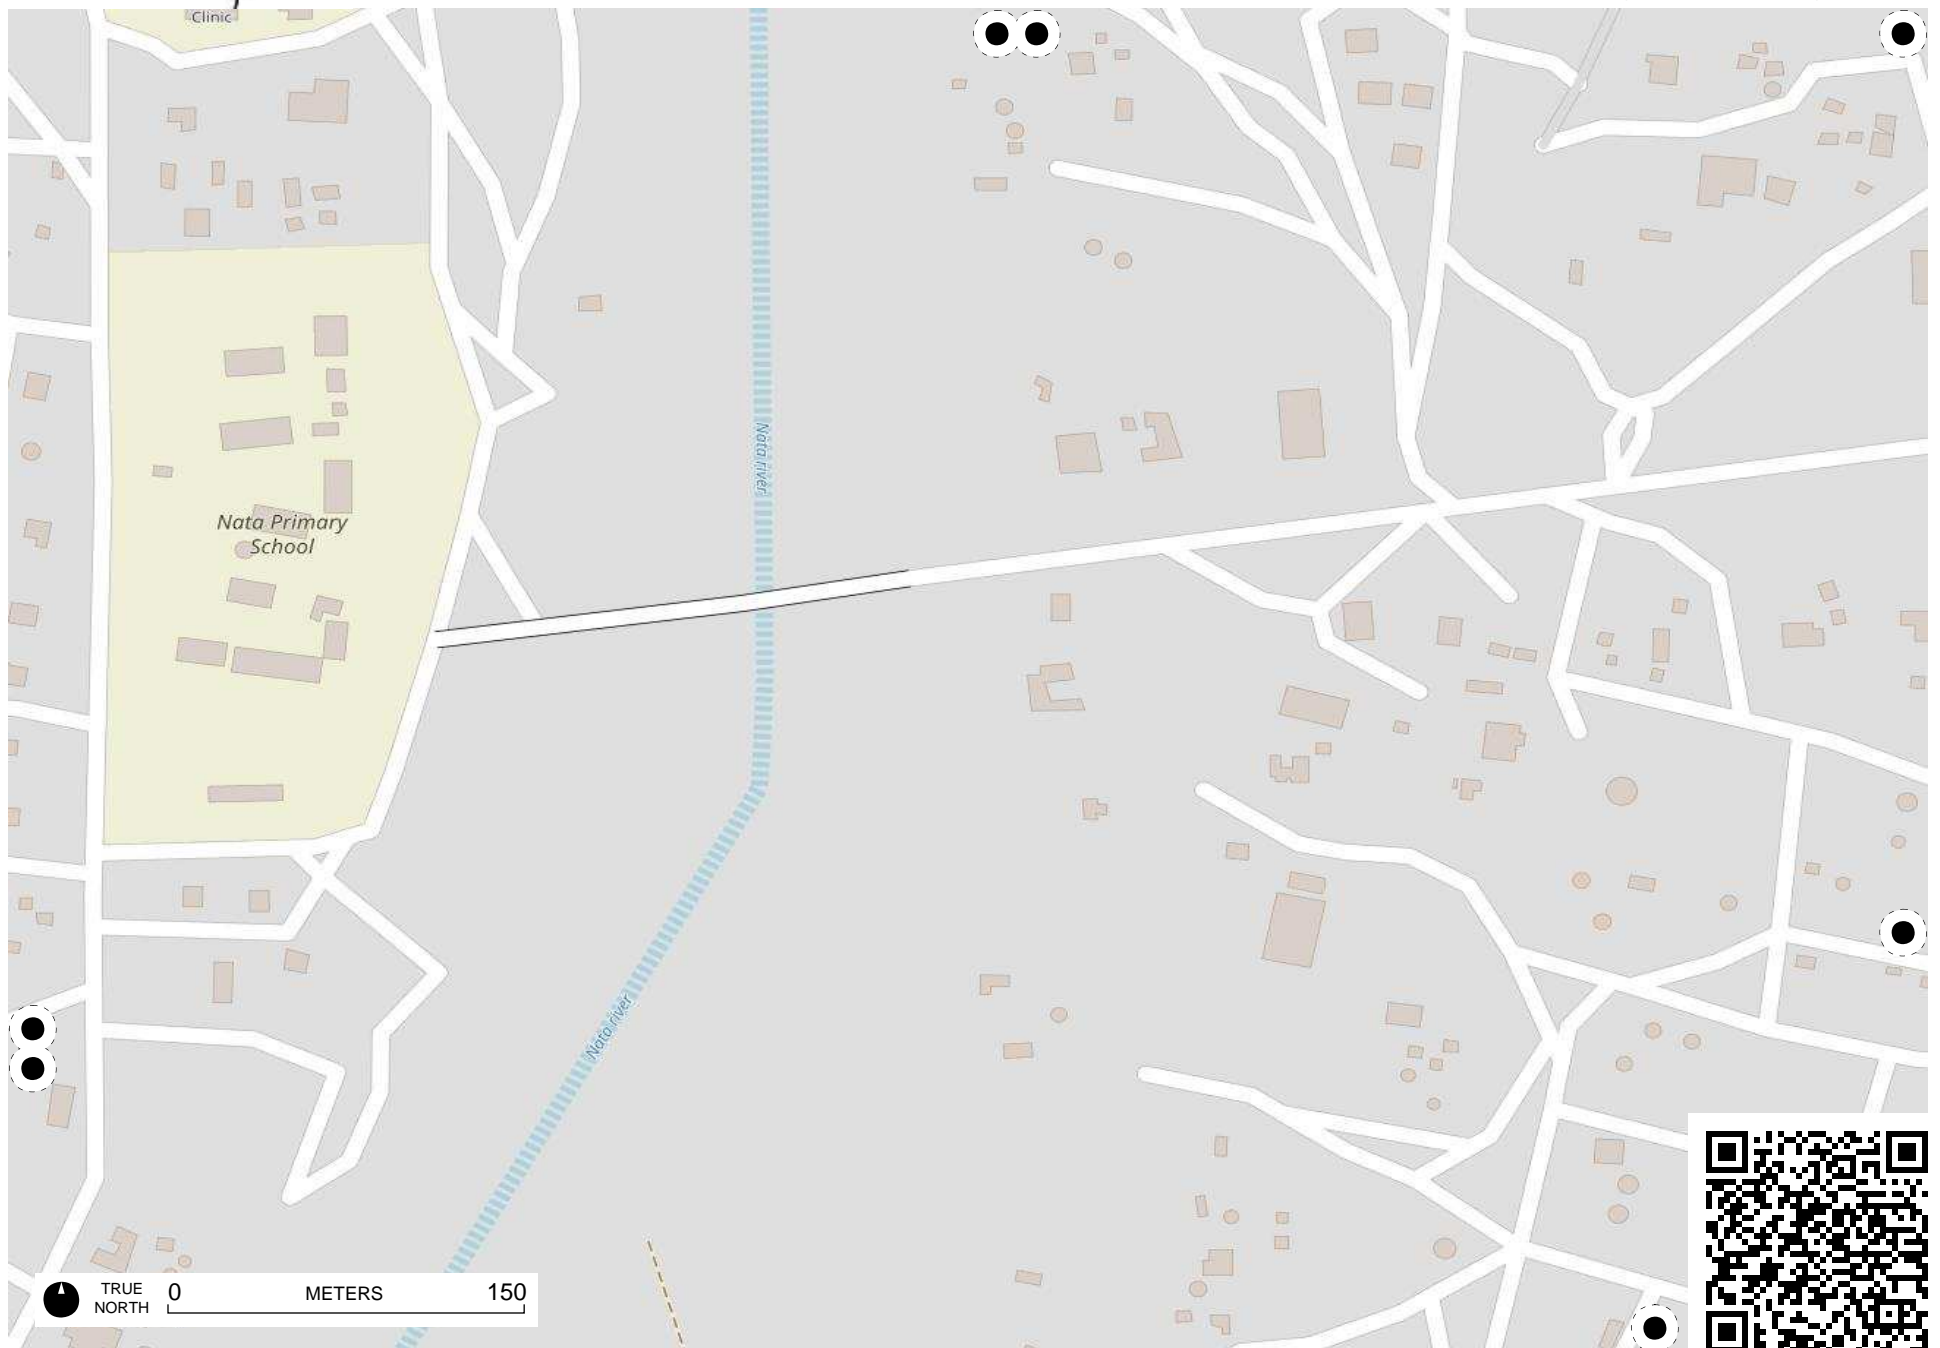 Clinic
Nata river
Nata Primary
School
Nata river
TRUE
NORTH
0
METERS
150